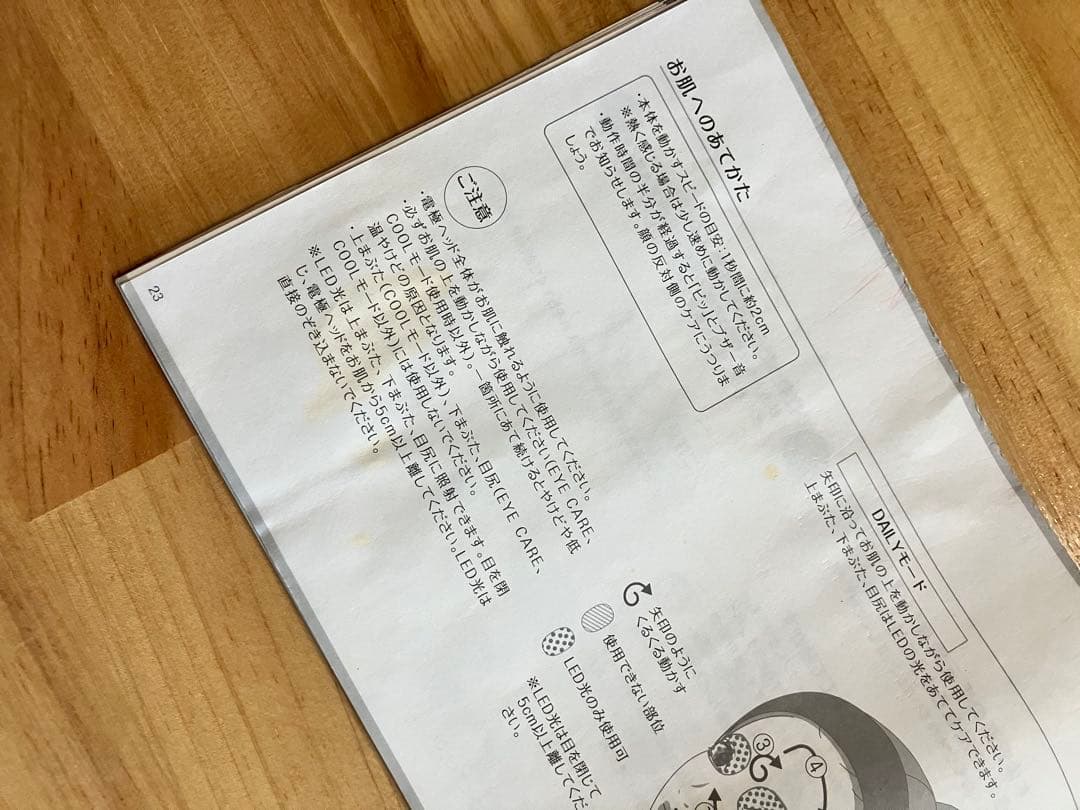 お肌へのあてかた
・本体を動かすスピードの目安:1秒間に約2cm
※熱く感じる場合は少し速めに動かしてください。
・動作時間の半分が経過すると「ピッ」とブザー音
でお知らせします。顔の反対側のケアにうつりま
しょう。
ご注意
・電極ヘッド全体がお肌に触れるように使用してください。
・必ずお肌の上を動かしながら使用してください(EYE CARE、
COOLモード使用時以外)。一箇所にあて続けるとやけどや低
温やけどの原因となります。
・上まぶた(COOLモード以外)、下まぶた、目尻(EYE CARE、
COOLモード以外)には使用しないでください。
※LED光は上まぶた、下まぶた、目尻に照射できます。目を閉
じ、電極ヘッドをお肌から5cm以上離してください。LED光は
直接のぞき込まないでください。
DAILYモード
矢印に沿ってお肌の上を動かしながら使用してください。
上まぶた、下まぶた、目尻はLEDの光をあててケアできます。
矢印のように
くるくる動かす
使用できない部位
LED光のみ使用可
※LED光は目を閉じて
5cm以上離してくだ
さい。
③
④
23